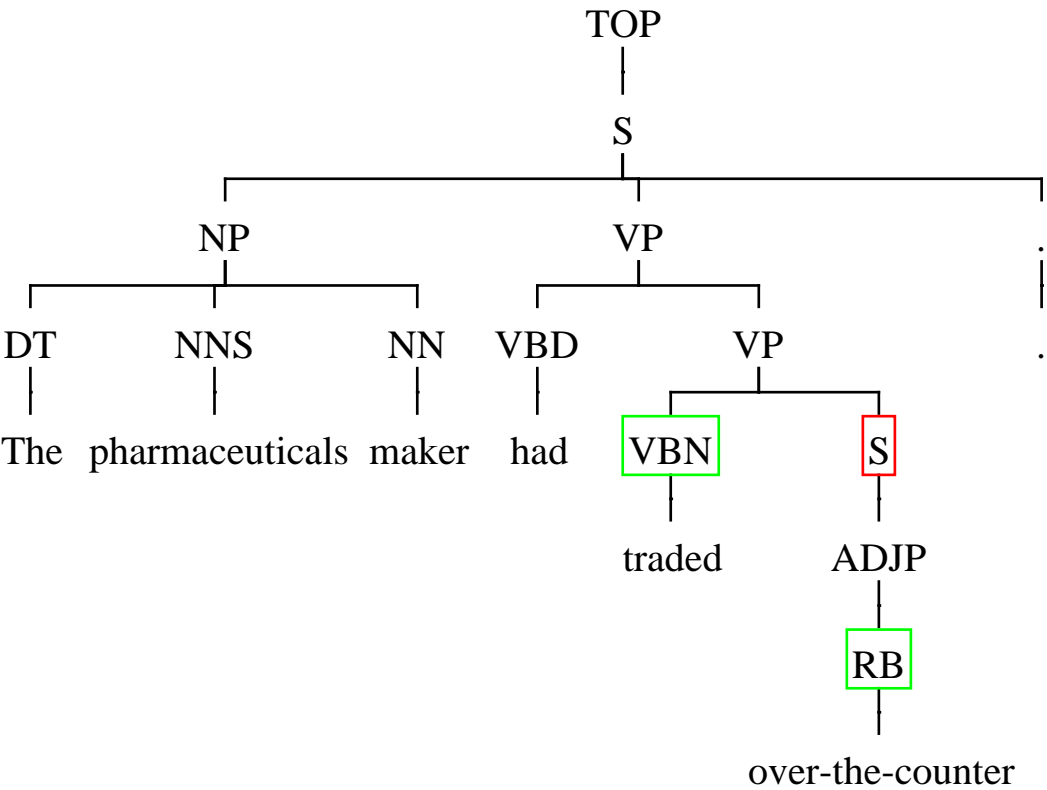 TOP
S
NP VP .
DT NNS NN VBD VP .
The pharmaceuticals maker had VBN S
traded ADJP
RB
over-the-counter